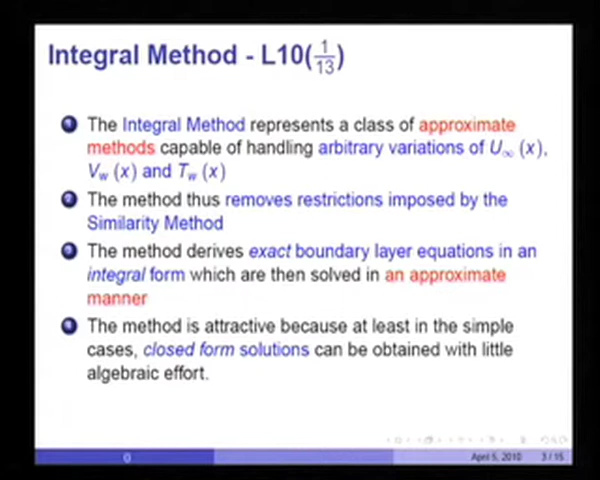 Integral Method - L10(1/13)
1 The Integral Method represents a class of approximate
methods capable of handling arbitrary variations of U∞ (x),
Vw (x) and Tw (x)
2 The method thus removes restrictions imposed by the
Similarity Method
3 The method derives exact boundary layer equations in an
integral form which are then solved in an approximate
manner
4 The method is attractive because at least in the simple
cases, closed form solutions can be obtained with little
algebraic effort.
() April 5, 2010 3 / 15